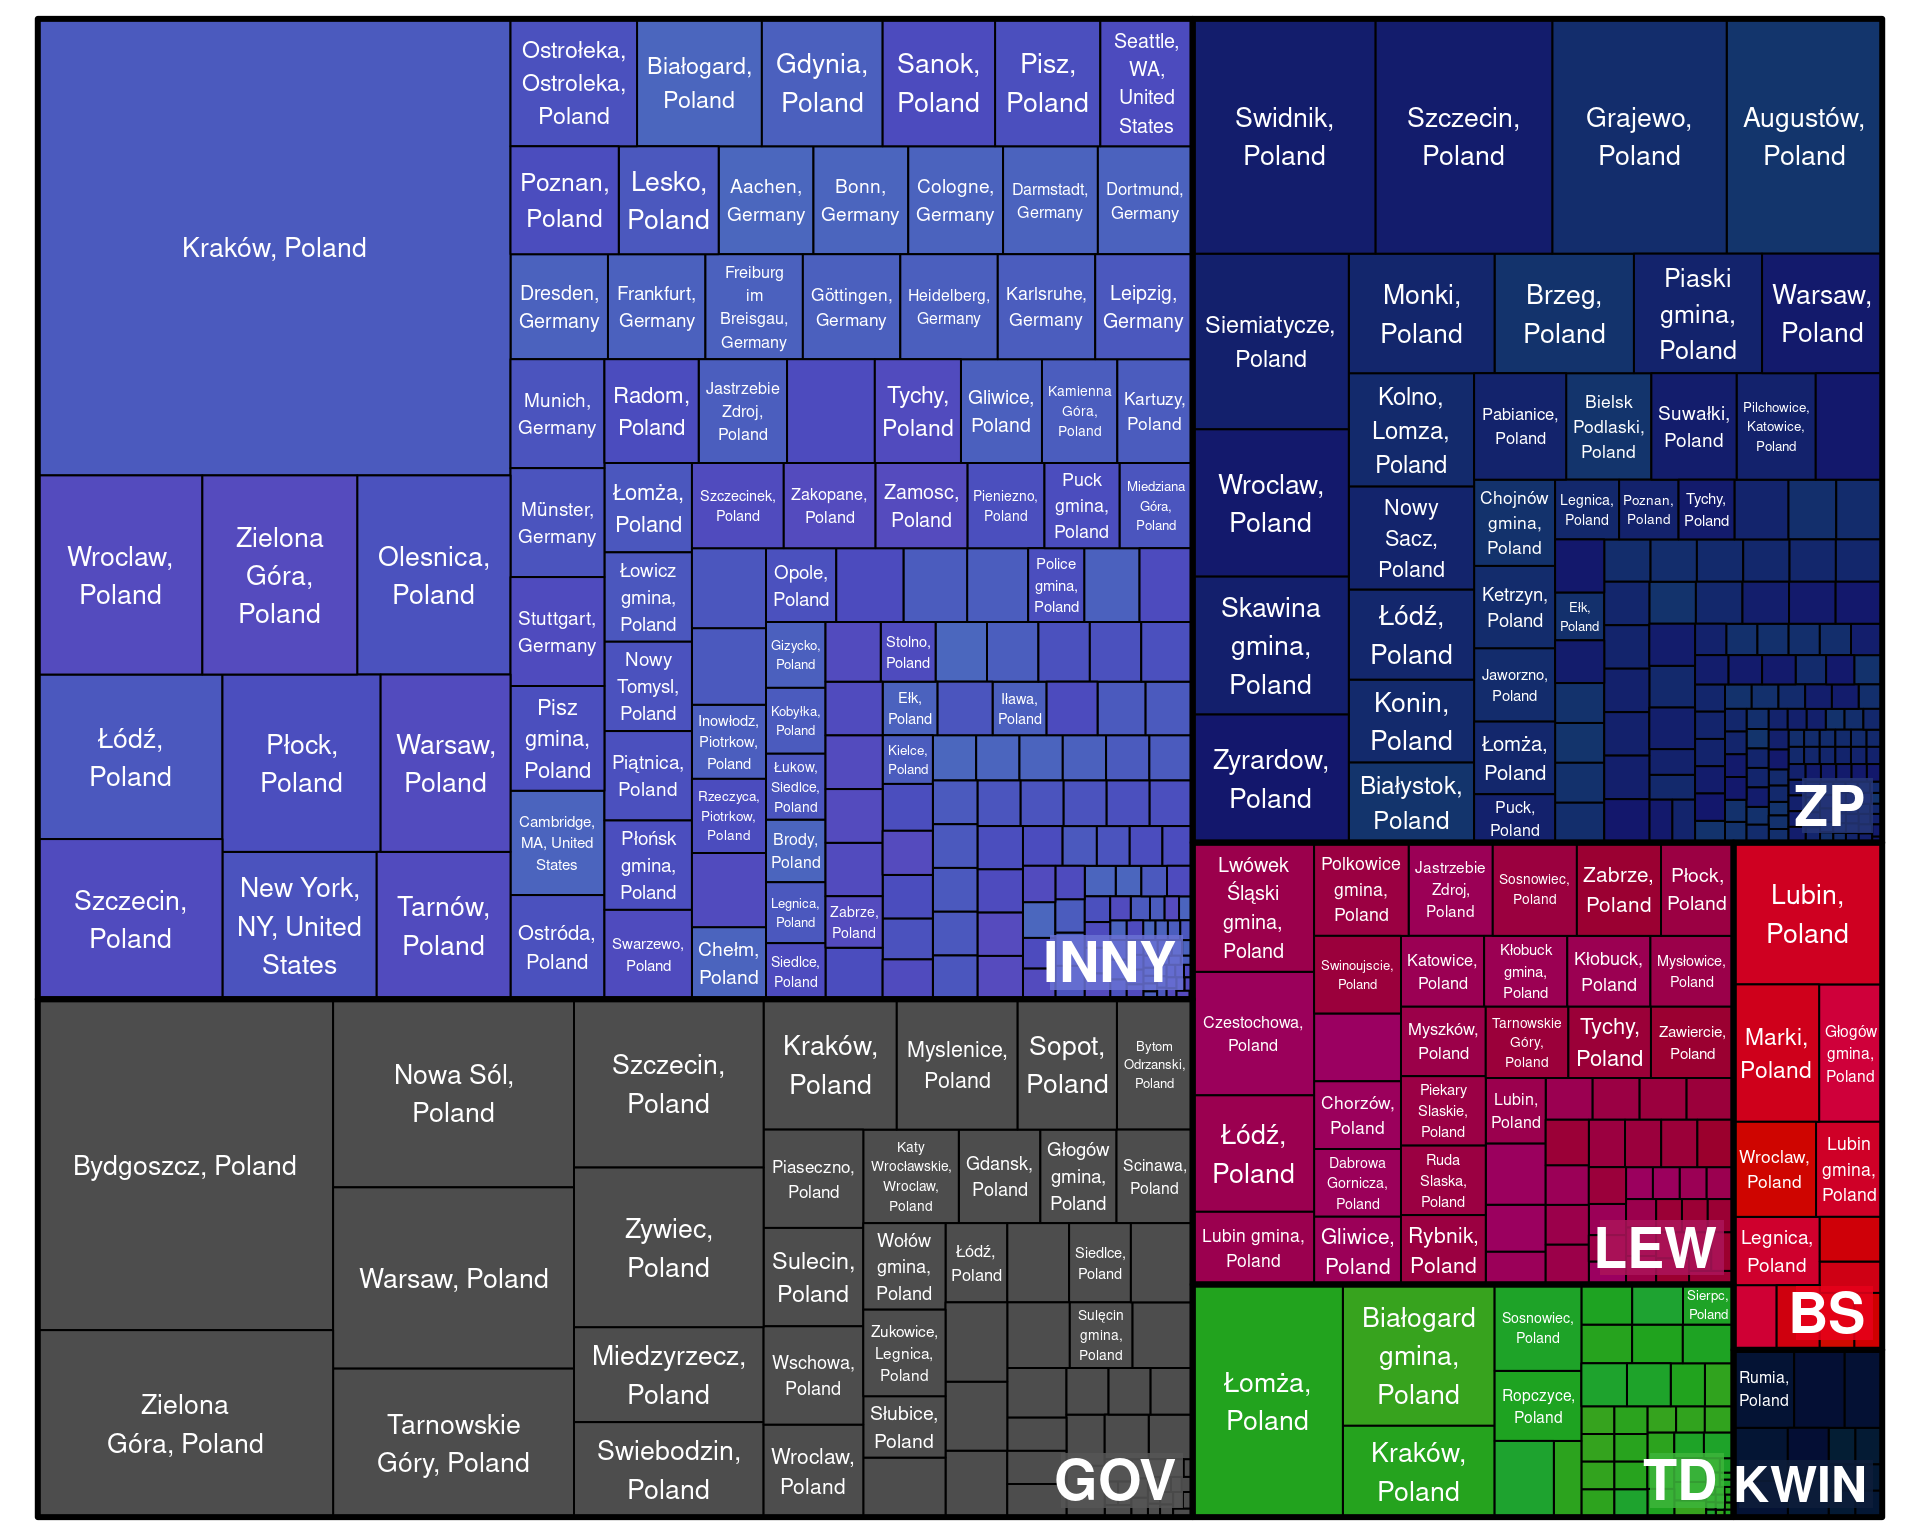 Kraków, Poland
Ostrołeka,
Ostroleka,
Poland
Białogard,
Poland
Gdynia,
Poland
Sanok,
Poland
Pisz,
Poland
Seattle,
WA,
United
States
Poznan,
Poland
Lesko,
Poland
Aachen,
Germany
Bonn,
Germany
Cologne,
Germany
Darmstadt,
Germany
Dortmund,
Germany
Dresden,
Germany
Frankfurt,
Germany
Freiburg
im
Breisgau,
Germany
Göttingen,
Germany
Heidelberg,
Germany
Karlsruhe,
Germany
Leipzig,
Germany
Munich,
Germany
Radom,
Poland
Jastrzebie
Zdroj,
Poland
Tychy,
Poland
Gliwice,
Poland
Kamienna
Góra,
Poland
Kartuzy,
Poland
Münster,
Germany
Łomża,
Poland
Szczecinek,
Poland
Zakopane,
Poland
Zamosc,
Poland
Pieniezno,
Poland
Puck
gmina,
Poland
Miedziana
Góra,
Poland
Wroclaw,
Poland
Zielona
Góra,
Poland
Olesnica,
Poland
Stuttgart,
Germany
Łowicz
gmina,
Poland
Opole,
Poland
Police
gmina,
Poland
Nowy
Tomysl,
Poland
Gizycko,
Poland
Stolno,
Poland
Łódź,
Poland
Płock,
Poland
Warsaw,
Poland
Pisz
gmina,
Poland
Piątnica,
Poland
Inowłodz,
Piotrkow,
Poland
Kobyłka,
Poland
Ełk,
Poland
Iława,
Poland
Kielce,
Poland
Cambridge,
MA, United
States
Płońsk
gmina,
Poland
Rzeczyca,
Piotrkow,
Poland
Łukow,
Siedlce,
Poland
Brody,
Poland
Szczecin,
Poland
New York,
NY, United
States
Tarnów,
Poland
Ostróda,
Poland
Swarzewo,
Poland
Chełm,
Poland
Legnica,
Poland
Siedlce,
Poland
Zabrze,
Poland
INNY
Swidnik,
Poland
Szczecin,
Poland
Grajewo,
Poland
Augustów,
Poland
Siemiatycze,
Poland
Monki,
Poland
Brzeg,
Poland
Piaski
gmina,
Poland
Warsaw,
Poland
Kolno,
Lomza,
Poland
Pabianice,
Poland
Bielsk
Podlaski,
Poland
Suwałki,
Poland
Pilchowice,
Katowice,
Poland
Wroclaw,
Poland
Nowy
Sacz,
Poland
Chojnów
gmina,
Poland
Legnica,
Poland
Poznan,
Poland
Tychy,
Poland
Skawina
gmina,
Poland
Łódź,
Poland
Ketrzyn,
Poland
Ełk,
Poland
Konin,
Poland
Jaworzno,
Poland
Zyrardow,
Poland
Białystok,
Poland
Łomża,
Poland
Puck,
Poland
ZP
Bydgoszcz, Poland
Nowa Sól,
Poland
Szczecin,
Poland
Kraków,
Poland
Myslenice,
Poland
Sopot,
Poland
Bytom
Odrzanski,
Poland
Piaseczno,
Poland
Katy
Wrocławskie,
Wroclaw,
Poland
Gdansk,
Poland
Głogów
gmina,
Poland
Scinawa,
Poland
Warsaw, Poland
Zywiec,
Poland
Sulecin,
Poland
Wołów
gmina,
Poland
Łódź,
Poland
Siedlce,
Poland
Zielona
Góra, Poland
Tarnowskie
Góry, Poland
Miedzyrzecz,
Poland
Swiebodzin,
Poland
Wschowa,
Poland
Zukowice,
Legnica,
Poland
Sulęcin
gmina,
Poland
Słubice,
Poland
Wroclaw,
Poland
GOV
Lwówek
Śląski
gmina,
Poland
Polkowice
gmina,
Poland
Jastrzebie
Zdroj,
Poland
Sosnowiec,
Poland
Zabrze,
Poland
Płock,
Poland
Swinoujscie,
Poland
Katowice,
Poland
Kłobuck
gmina,
Poland
Kłobuck,
Poland
Mysłowice,
Poland
Czestochowa,
Poland
Myszków,
Poland
Tarnowskie
Góry,
Poland
Tychy,
Poland
Zawiercie,
Poland
Łódź,
Poland
Chorzów,
Poland
Piekary
Slaskie,
Poland
Lubin,
Poland
Dabrowa
Gornicza,
Poland
Ruda
Slaska,
Poland
Lubin gmina,
Poland
Gliwice,
Poland
Rybnik,
Poland
LEW
Lubin,
Poland
Marki,
Poland
Głogów
gmina,
Poland
Wroclaw,
Poland
Lubin
gmina,
Poland
Legnica,
Poland
BS
Łomża,
Poland
Białogard
gmina,
Poland
Sosnowiec,
Poland
Sierpc,
Poland
Ropczyce,
Poland
Kraków,
Poland
TD
Rumia,
Poland
KWIN